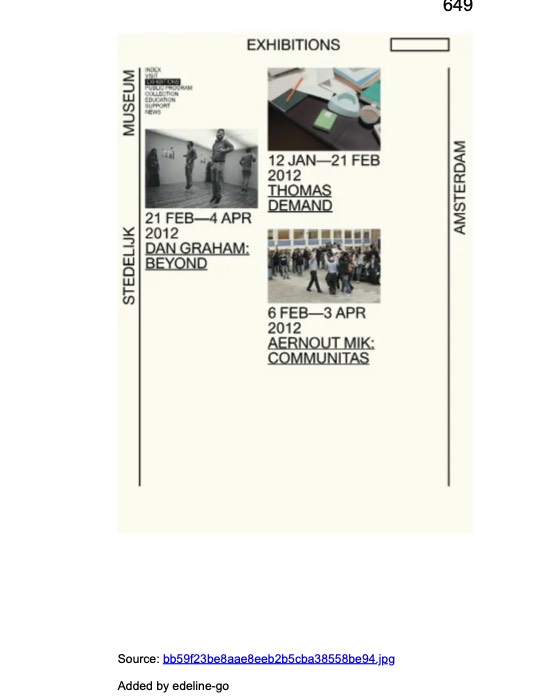 649
EXHIBITIONS
MUSEUM
STEDELIJK
INDEX
VISIT
EXHIBITIONS
PUBLIC PROGRAM
COLLECTION
EDUCATION
SUPPORT
NEWS
21 FEB—4 APR
2012
DAN GRAHAM:
BEYOND
12 JAN—21 FEB
2012
THOMAS
DEMAND
6 FEB—3 APR
2012
AERNOUT MIK:
COMMUNITAS
AMSTERDAM
Source: bb59f23be8aae8eeb2b5cba38558be94.jpg
Added by edeline-go